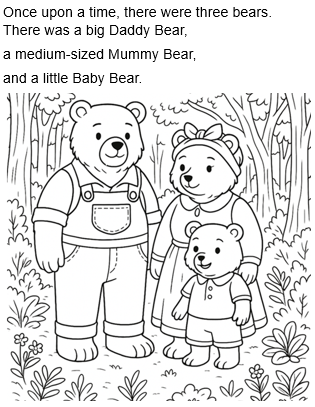 Once upon a time, there were three bears.
There was a big Daddy Bear,
a medium-sized Mummy Bear,
and a little Baby Bear.